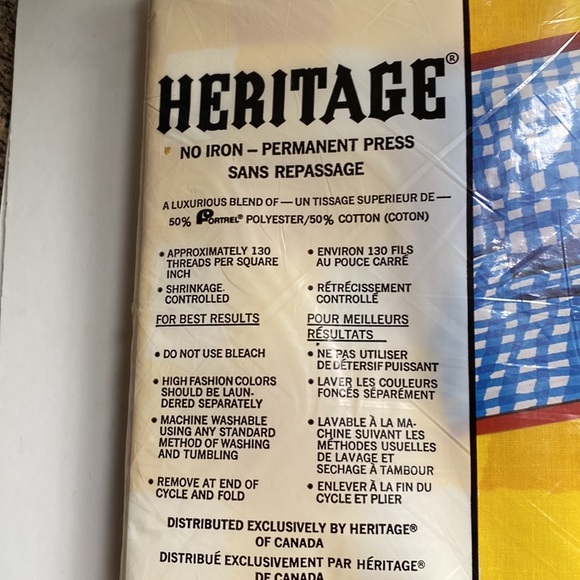 HERITAGE®
NO IRON – PERMANENT PRESS
SANS REPASSAGE
A LUXURIOUS BLEND OF — UN TISSAGE SUPERIEUR DE —
50% PORTREL® POLYESTER/50% COTTON (COTON)
• APPROXIMATELY 130
THREADS PER SQUARE
INCH
• SHRINKAGE-
CONTROLLED
FOR BEST RESULTS
• DO NOT USE BLEACH
• HIGH FASHION COLORS
SHOULD BE LAUN-
DERED SEPARATELY
• MACHINE WASHABLE
USING ANY STANDARD
METHOD OF WASHING
AND TUMBLING
• REMOVE AT END OF
CYCLE AND FOLD
• ENVIRON 130 FILS
AU POUCE CARRÉ
• RÉTRÉCISSEMENT
CONTROLLÉ
POUR MEILLEURS
RÉSULTATS
• NE PAS UTILISER
DE DÉTERSIF PUISSANT
• LAVER LES COULEURS
FONCÉS SÉPARÉMENT
• LAVABLE À LA MA-
CHINE SUIVANT LES
MÉTHODES USUELLES
DE LAVAGE ET
SECHAGE À TAMBOUR
• ENLEVER À LA FIN DU
CYCLE ET PLIER
DISTRIBUTED EXCLUSIVELY BY HERITAGE®
OF CANADA
DISTRIBUÉ EXCLUSIVEMENT PAR HÉRITAGE®
DE CANADA